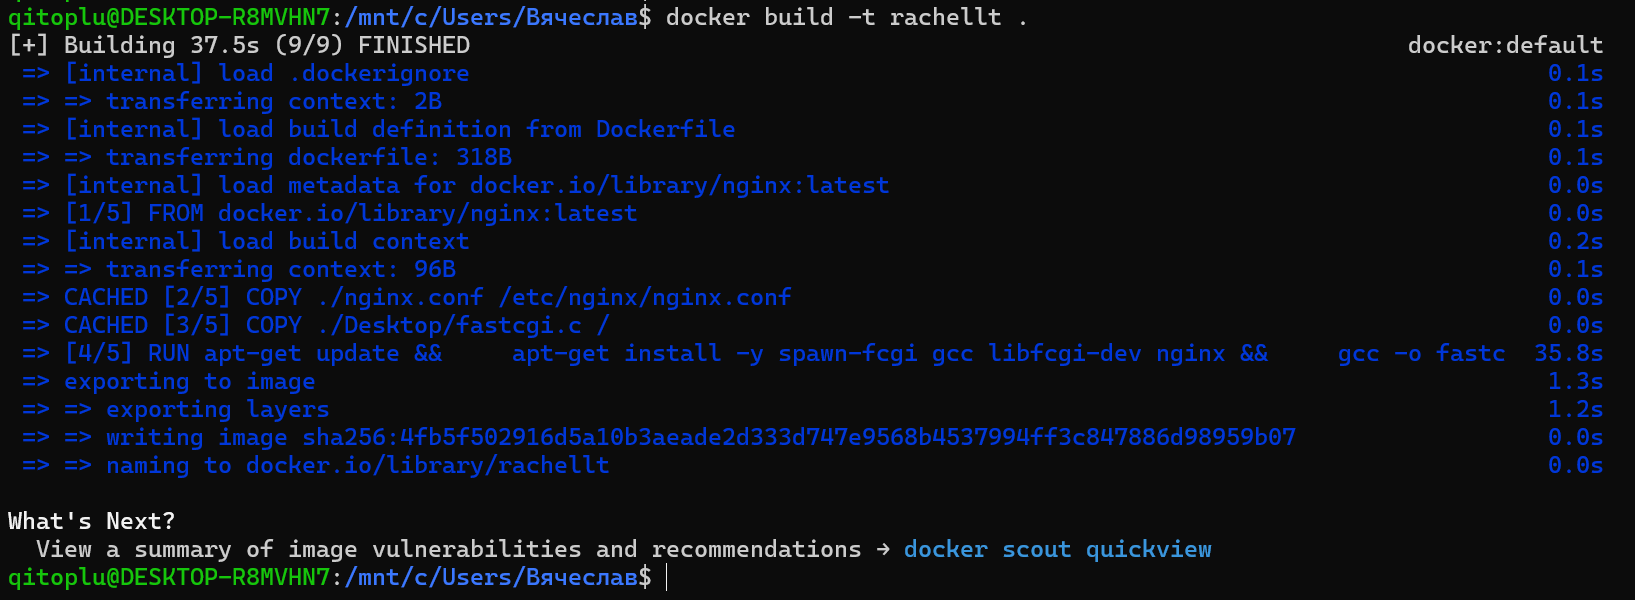 qitoplu@DESKTOP-R8MVHN7:/mnt/c/Users/Вячеслав$ docker build -t rachellt .
[+] Building 37.5s (9/9) FINISHED docker:default
=> [internal] load .dockerignore 0.1s
=> => transferring context: 2B 0.1s
=> [internal] load build definition from Dockerfile 0.1s
=> => transferring dockerfile: 318B 0.1s
=> [internal] load metadata for docker.io/library/nginx:latest 0.0s
=> [1/5] FROM docker.io/library/nginx:latest 0.0s
=> [internal] load build context 0.2s
=> => transferring context: 96B 0.1s
=> CACHED [2/5] COPY ./nginx.conf /etc/nginx/nginx.conf 0.0s
=> CACHED [3/5] COPY ./Desktop/fastcgi.c / 0.0s
=> [4/5] RUN apt-get update && apt-get install -y spawn-fcgi gcc libfcgi-dev nginx && gcc -o fastc 35.8s
=> exporting to image 1.3s
=> => exporting layers 1.2s
=> => writing image sha256:4fb5f502916d5a10b3aeade2d333d747e9568b4537994ff3c847886d98959b07 0.0s
=> => naming to docker.io/library/rachellt 0.0s
What's Next?
View a summary of image vulnerabilities and recommendations → docker scout quickview
qitoplu@DESKTOP-R8MVHN7:/mnt/c/Users/Вячеслав$